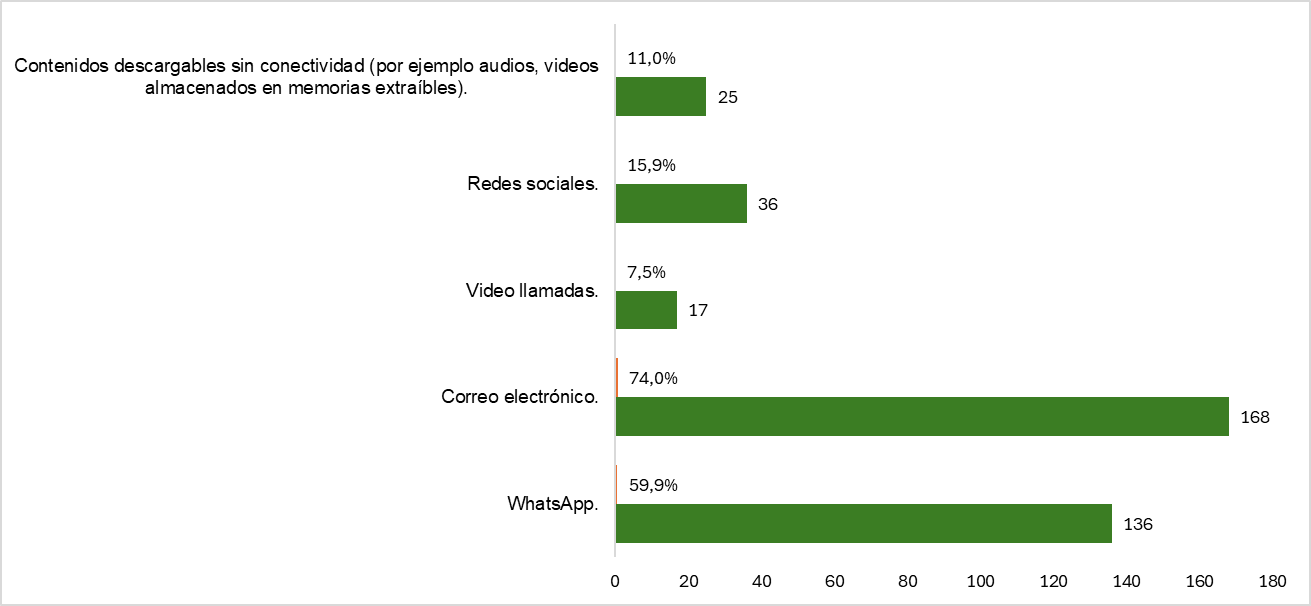 11,0%
Contenidos descargables sin conectividad (por ejemplo audios, videos
almacenados en memorias extraíbles).
25
15,9%
Redes sociales.
36
7,5%
Video llamadas.
17
74,0%
Correo electrónico.
168
59,9%
WhatsApp.
136
0 20 40 60 80 100 120 140 160 180